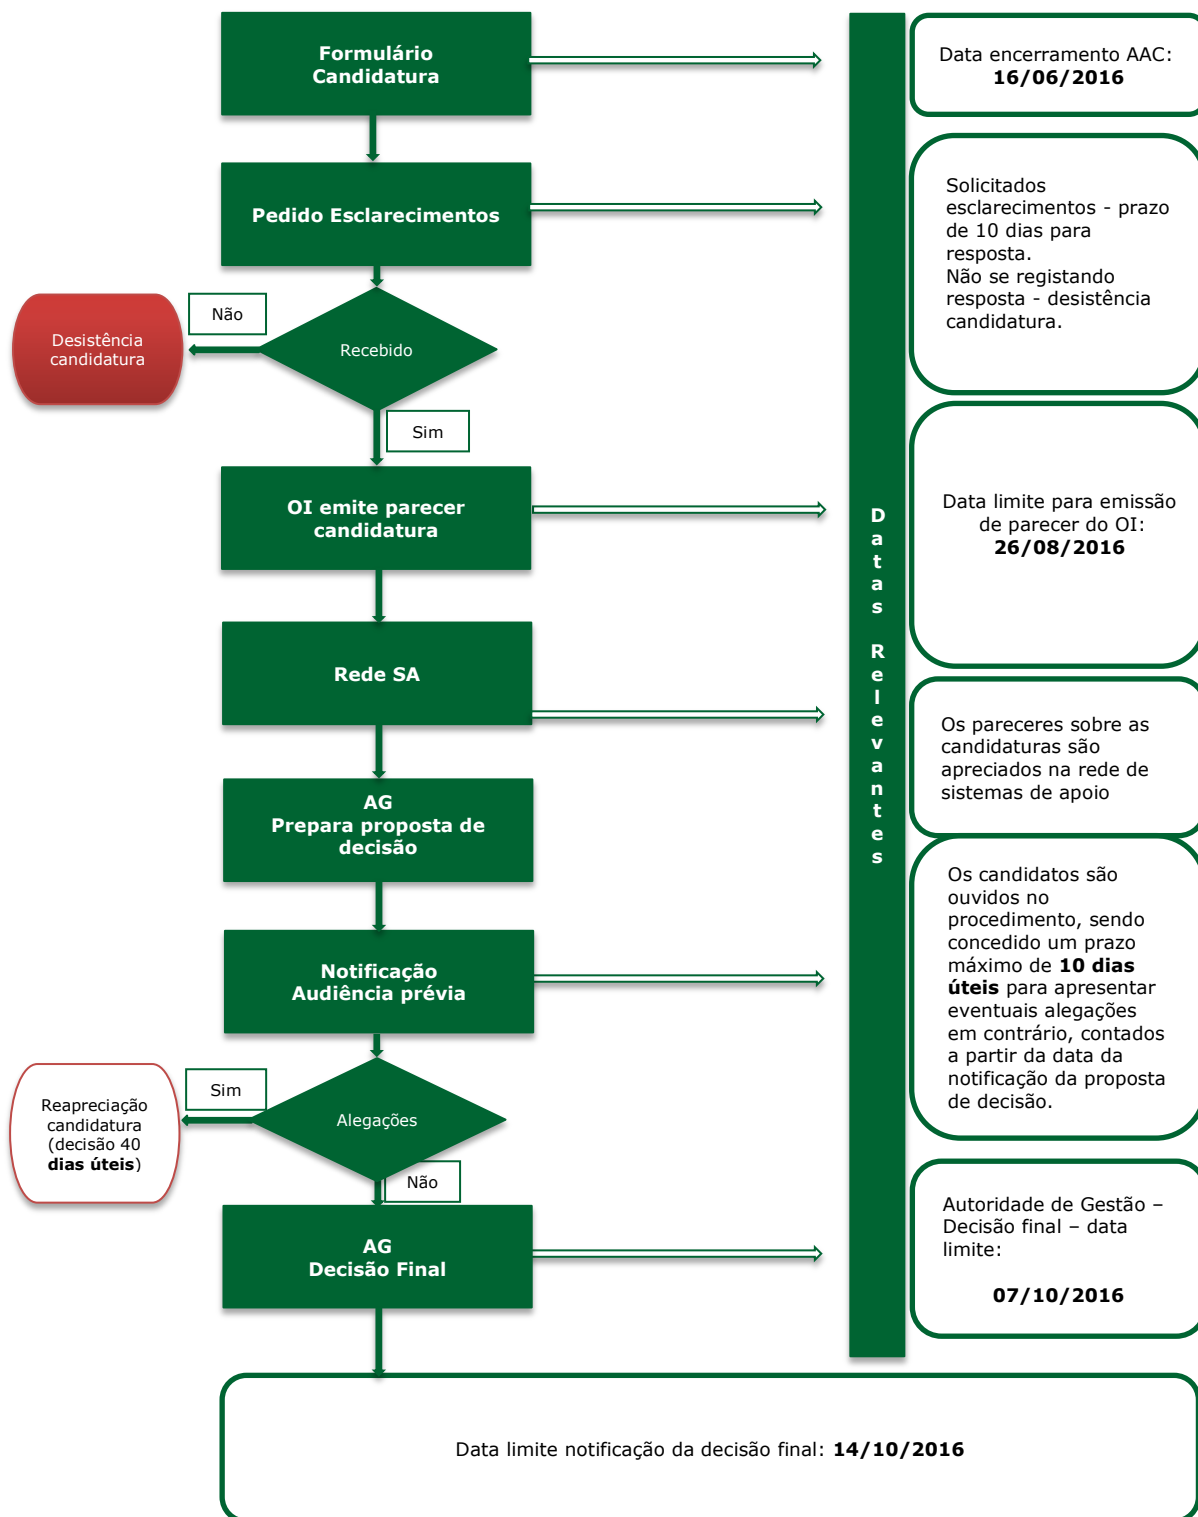 Formulário
Candidatura
Data encerramento AAC:
16/06/2016
Pedido Esclarecimentos
Solicitados
esclarecimentos - prazo
de 10 dias para
resposta.
Não se registando
resposta - desistência
candidatura.
Não
Desistência
candidatura
Recebido
Sim
OI emite parecer
candidatura
Data limite para emissão
de parecer do OI:
26/08/2016
Datas Relevantes
Rede SA
Os pareceres sobre as
candidaturas são
apreciados na rede de
sistemas de apoio
AG
Prepara proposta de
decisão
Notificação
Audiência prévia
Os candidatos são
ouvidos no
procedimento, sendo
concedido um prazo
máximo de 10 dias
úteis para apresentar
eventuais alegações
em contrário, contados
a partir da data da
notificação da proposta
de decisão.
Sim
Reapreciação
candidatura
(decisão 40
dias úteis)
Alegações
Não
AG
Decisão Final
Autoridade de Gestão –
Decisão final – data
limite:
07/10/2016
Data limite notificação da decisão final: 14/10/2016